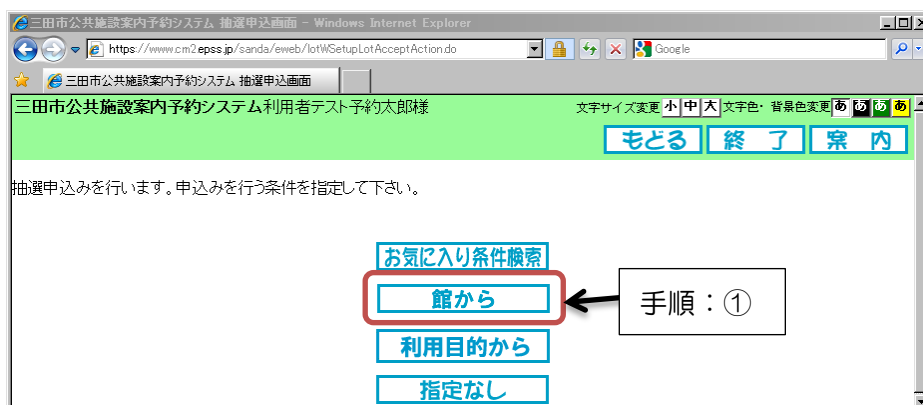 三田市公共施設案内予約システム 抽選申込画面 - Windows Internet Explorer
https://www.cm2.epss.jp/sanda/eweb/lotWSetupLotAcceptAction.do
Google
三田市公共施設案内予約システム 抽選申込画面
三田市公共施設案内予約システム利用者テスト予約太郎様 文字サイズ変更 小 中 大 文字色・ 背景色変更 あ あ あ あ
もどる 終 了 案 内
抽選申込みを行います。申込みを行う条件を指定して下さい。
お気に入り条件検索
館から
手順：①
利用目的から
指定なし